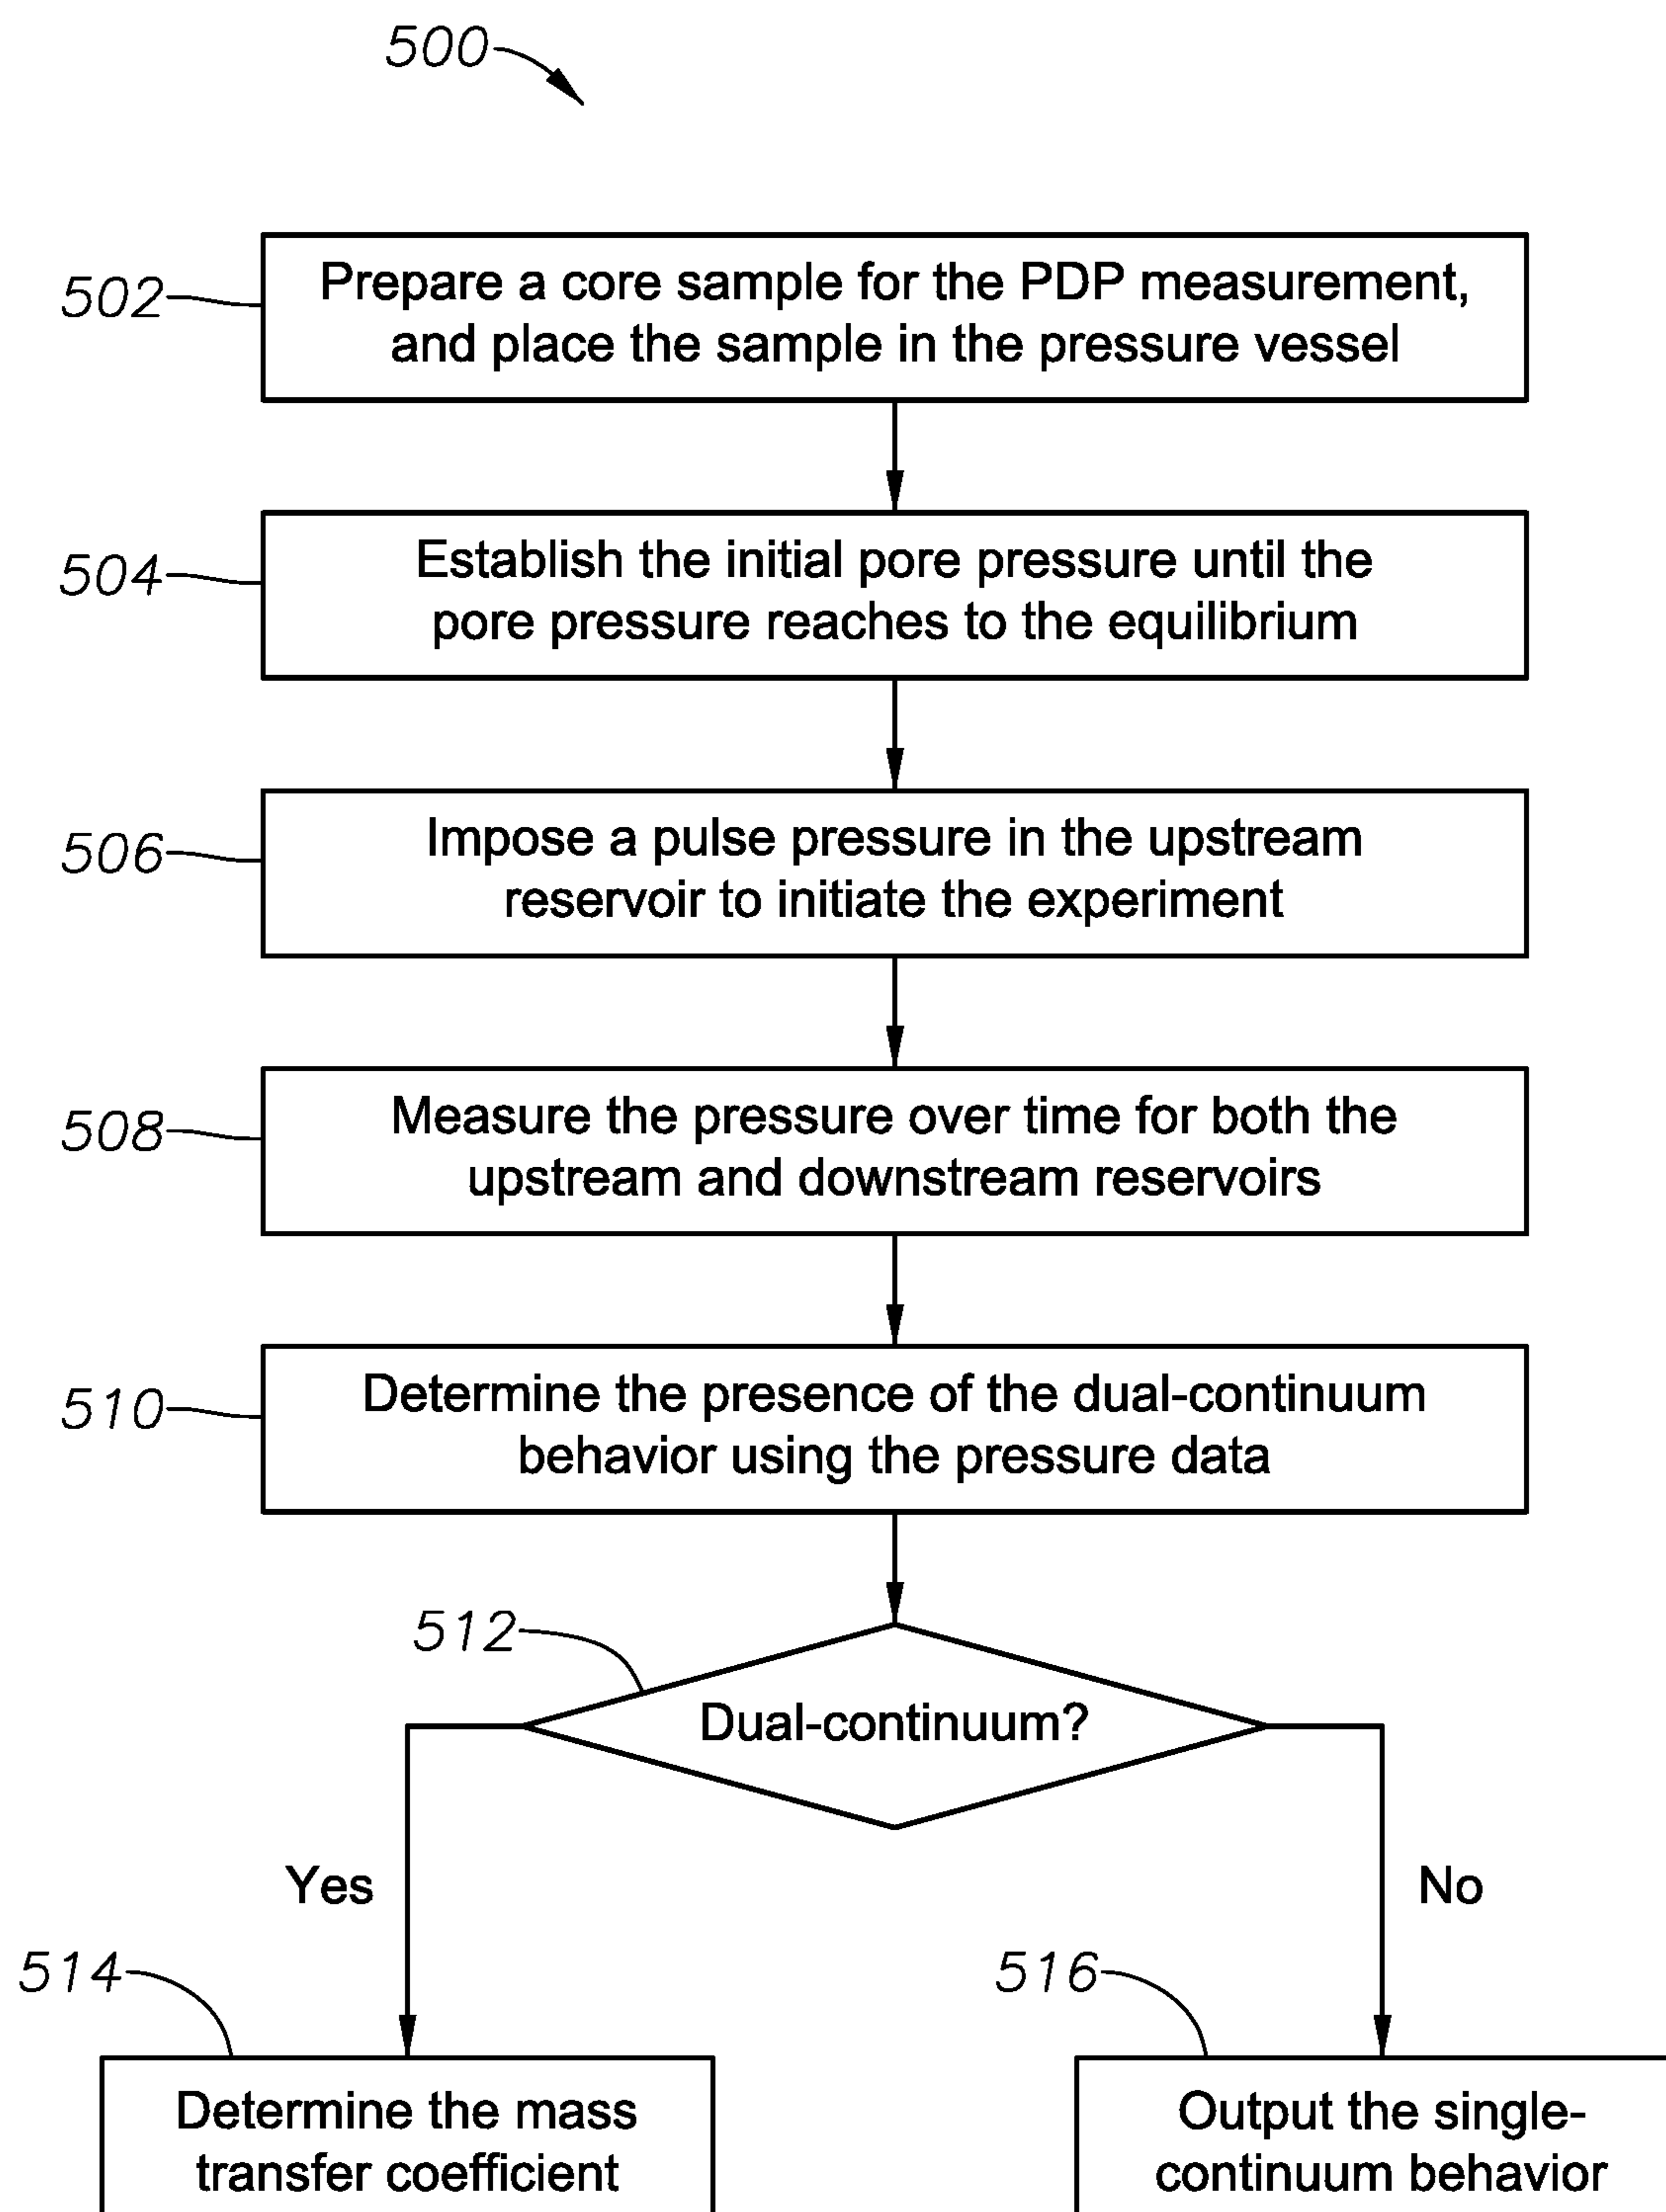 500
502
Prepare a core sample for the PDP measurement,
and place the sample in the pressure vessel
504
Establish the initial pore pressure until the
pore pressure reaches to the equilibrium
506
Impose a pulse pressure in the upstream
reservoir to initiate the experiment
508
Measure the pressure over time for both the
upstream and downstream reservoirs
510
Determine the presence of the dual-continuum
behavior using the pressure data
512
Dual-continuum?
Yes
No
514
Determine the mass
transfer coefficient
516
Output the single-
continuum behavior